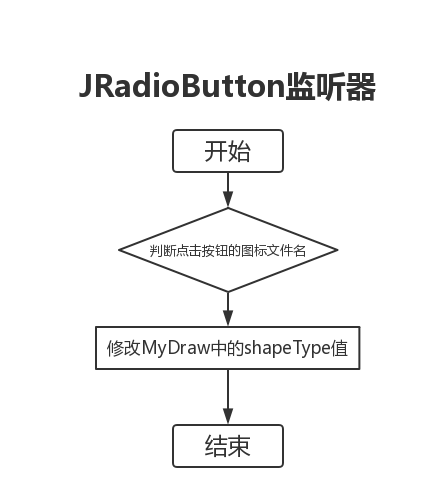 JRadioButton监听器
开始
判断点击按钮的图标文件名
修改MyDraw中的shapeType值
结束